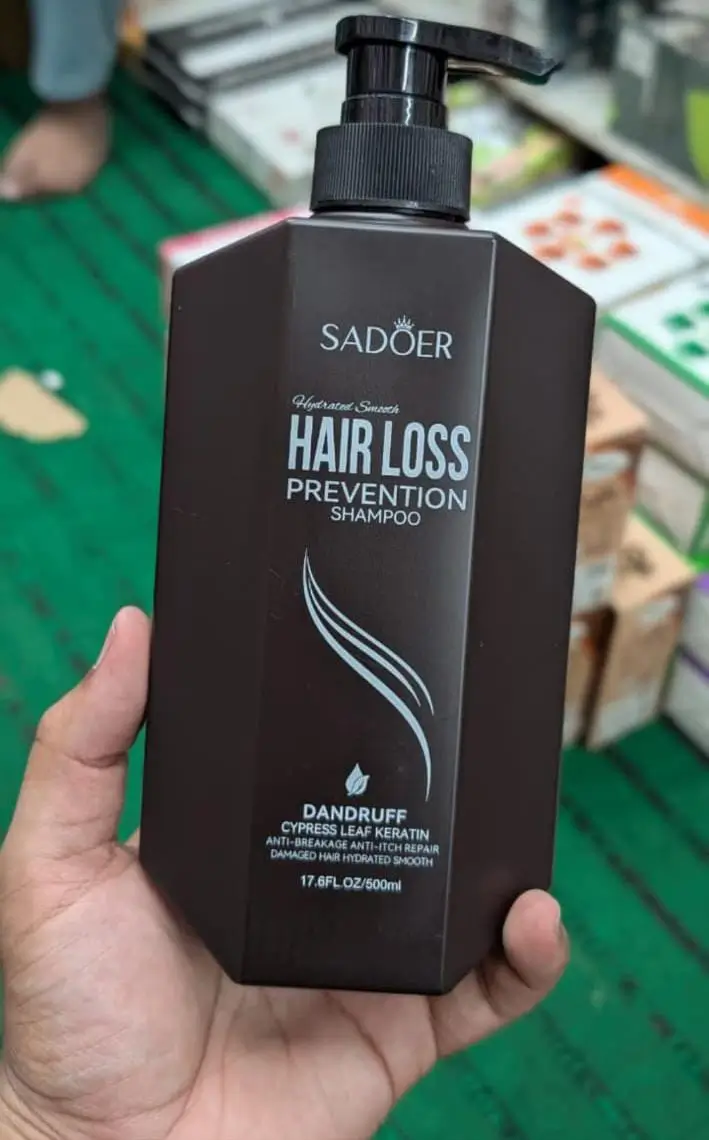 SADOER
Hydrated Smooth
HAIR LOSS
PREVENTION
SHAMPOO
DANDRUFF
CYPRESS LEAF KERATIN
ANTI-BREAKAGE ANTI-ITCH REPAIR
DAMAGED HAIR HYDRATED SMOOTH
17.6FL.OZ/500ml